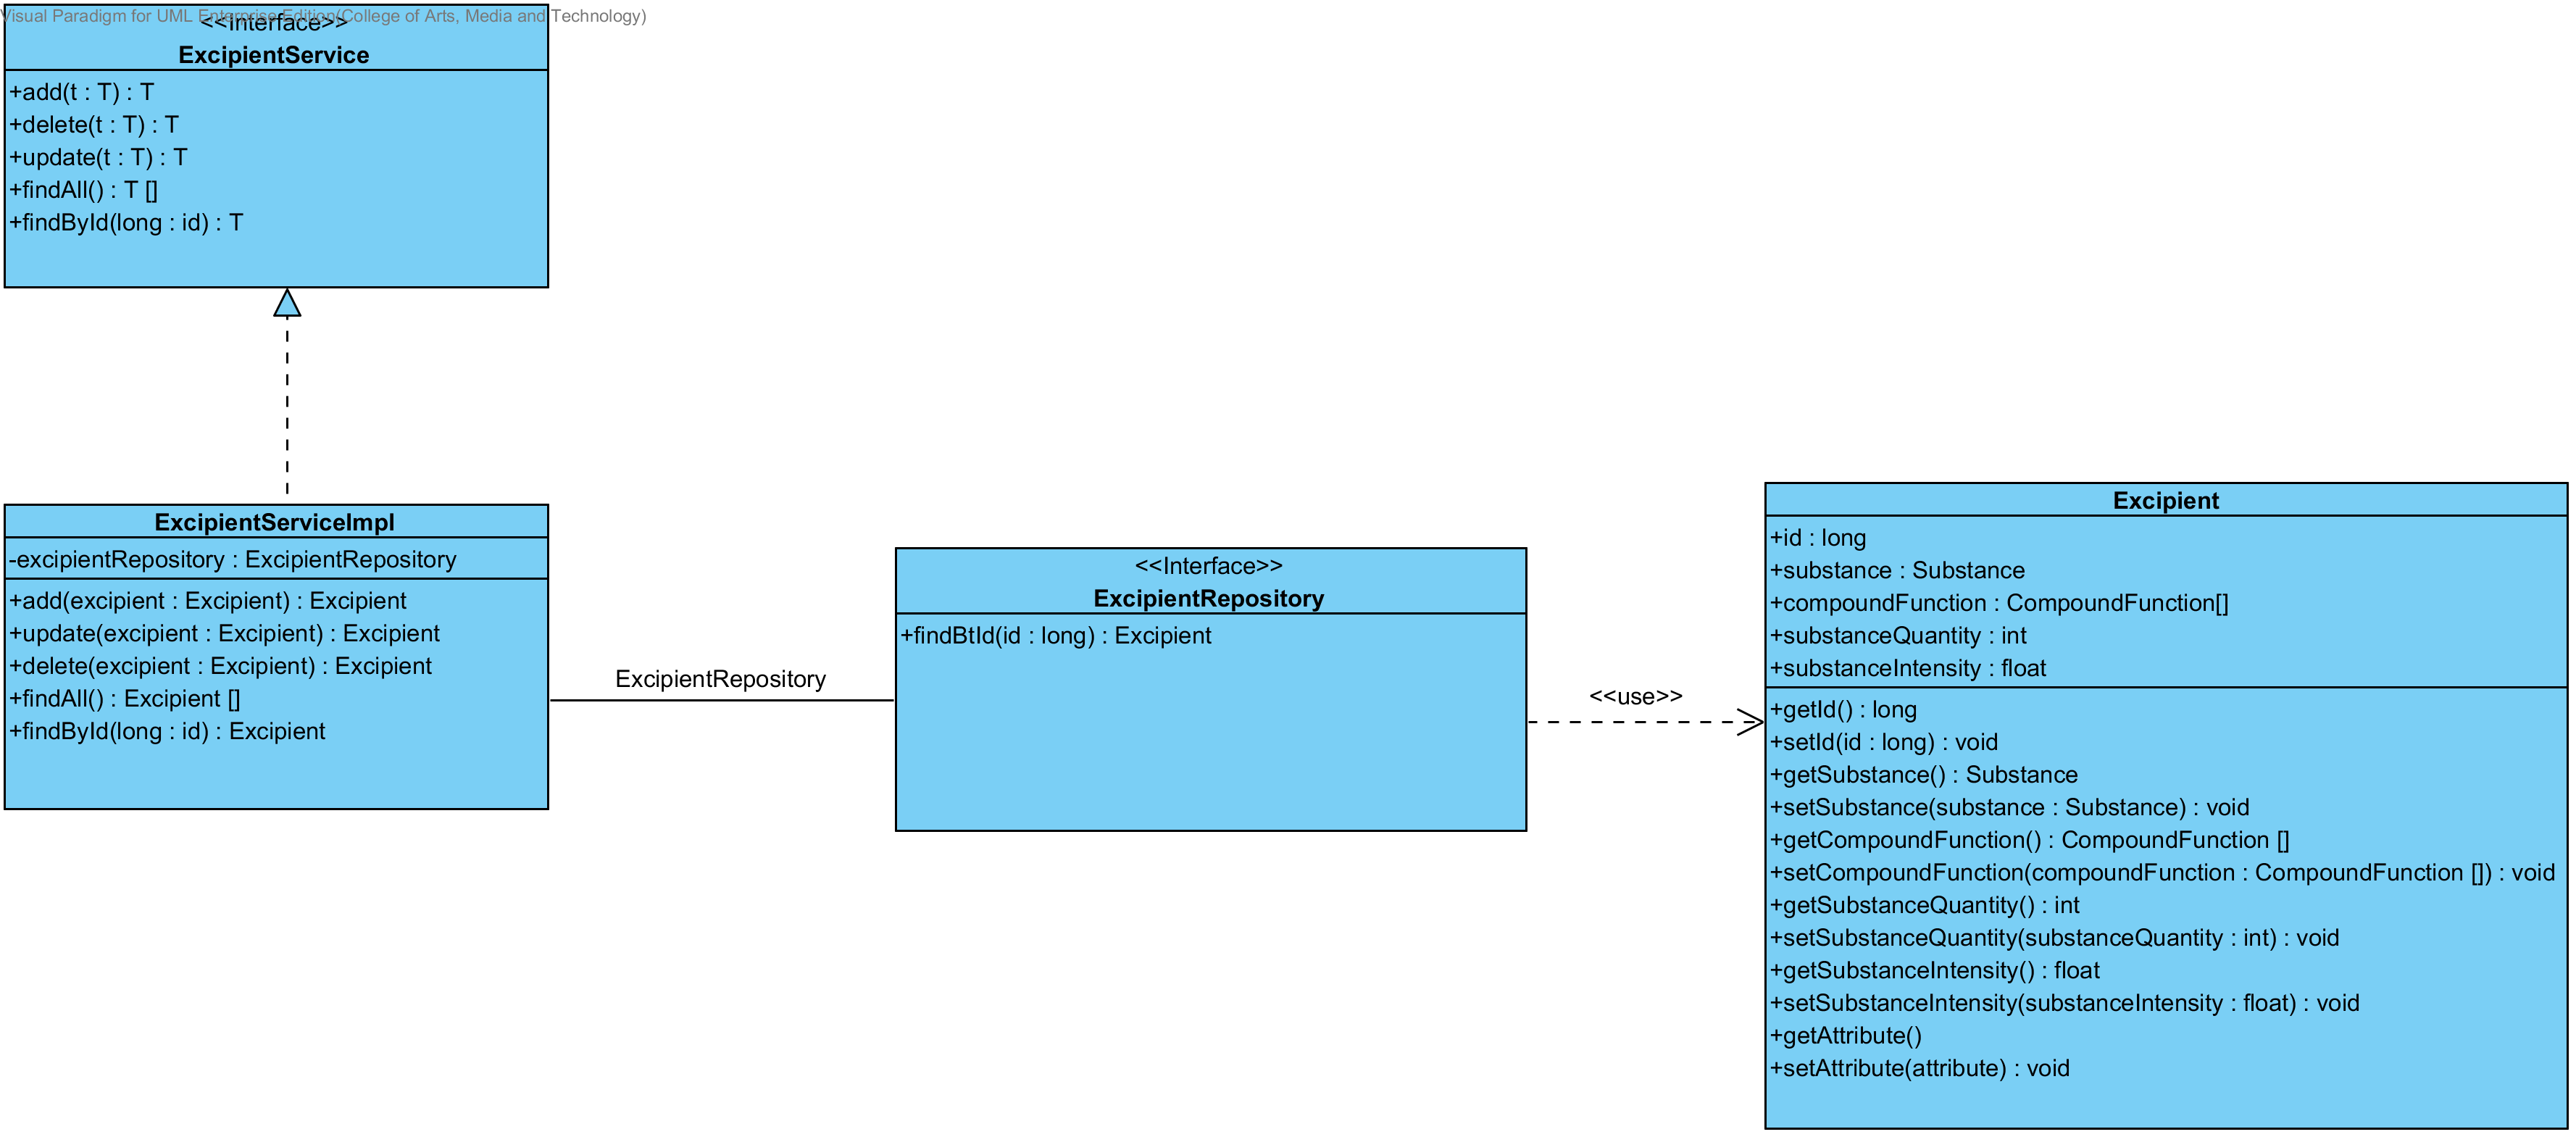 Visual Paradigm for UML Enterprise Edition(College of Arts, Media and Technology)
<<Interface>>
ExcipientService
+add(t : T) : T
+delete(t : T) : T
+update(t : T) : T
+findAll() : T []
+findById(long : id) : T
ExcipientServiceImpl
-excipientRepository : ExcipientRepository
+add(excipient : Excipient) : Excipient
+update(excipient : Excipient) : Excipient
+delete(excipient : Excipient) : Excipient
+findAll() : Excipient []
+findById(long : id) : Excipient
ExcipientRepository
<<Interface>>
ExcipientRepository
+findBtId(id : long) : Excipient
<<use>>
Excipient
+id : long
+substance : Substance
+compoundFunction : CompoundFunction[]
+substanceQuantity : int
+substanceIntensity : float
+getId() : long
+setId(id : long) : void
+getSubstance() : Substance
+setSubstance(substance : Substance) : void
+getCompoundFunction() : CompoundFunction []
+setCompoundFunction(compoundFunction : CompoundFunction []) : void
+getSubstanceQuantity() : int
+setSubstanceQuantity(substanceQuantity : int) : void
+getSubstanceIntensity() : float
+setSubstanceIntensity(substanceIntensity : float) : void
+getAttribute()
+setAttribute(attribute) : void